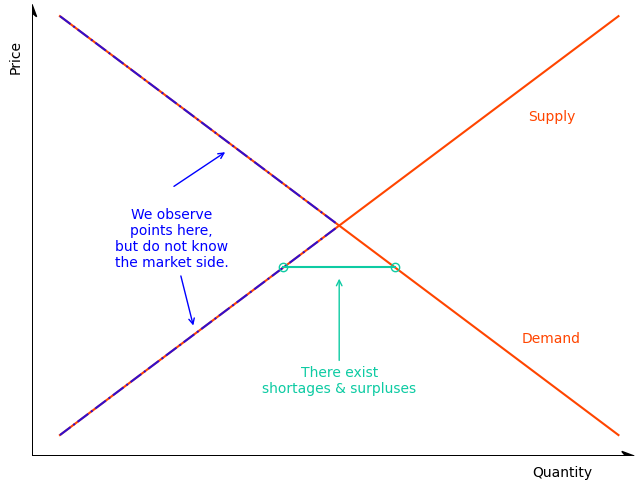 Price
Supply
We observe
points here,
but do not know
the market side.
Demand
There exist
shortages & surpluses
Quantity